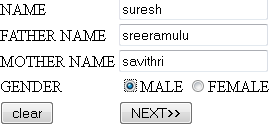 NAME suresh
FATHER NAME sreeramulu
MOTHER NAME savithri
GENDER MALE FEMALE
clear NEXT>>